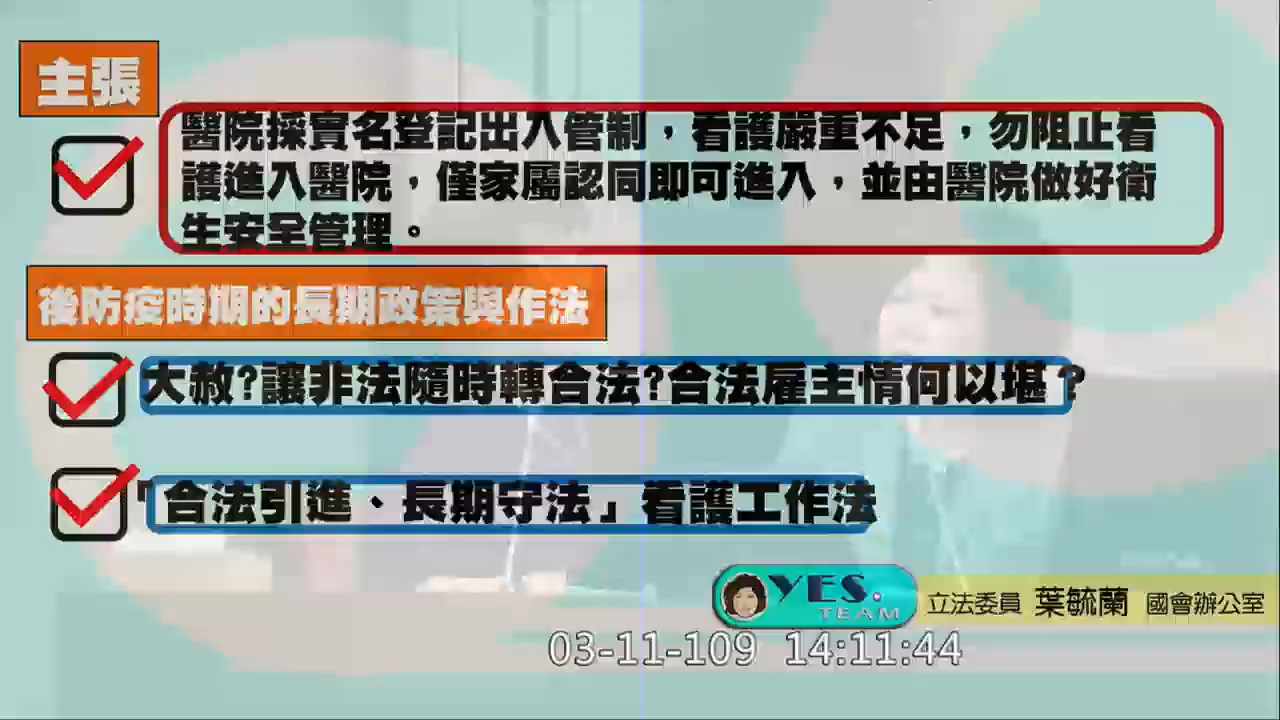 主張
醫院採實名登記出入管制，看護嚴重不足，勿阻止看
護進入醫院，僅家屬認同即可進入，並由醫院做好衛
生安全管理。
後防疫時期的長期政策與作法
大赦?讓非法隨時轉合法?合法雇主情何以堪?
「合法引進、長期守法」看護工作法
YES.
TEAM
立法委員 葉毓蘭 國會辦公室
03-11-109 14:11:44